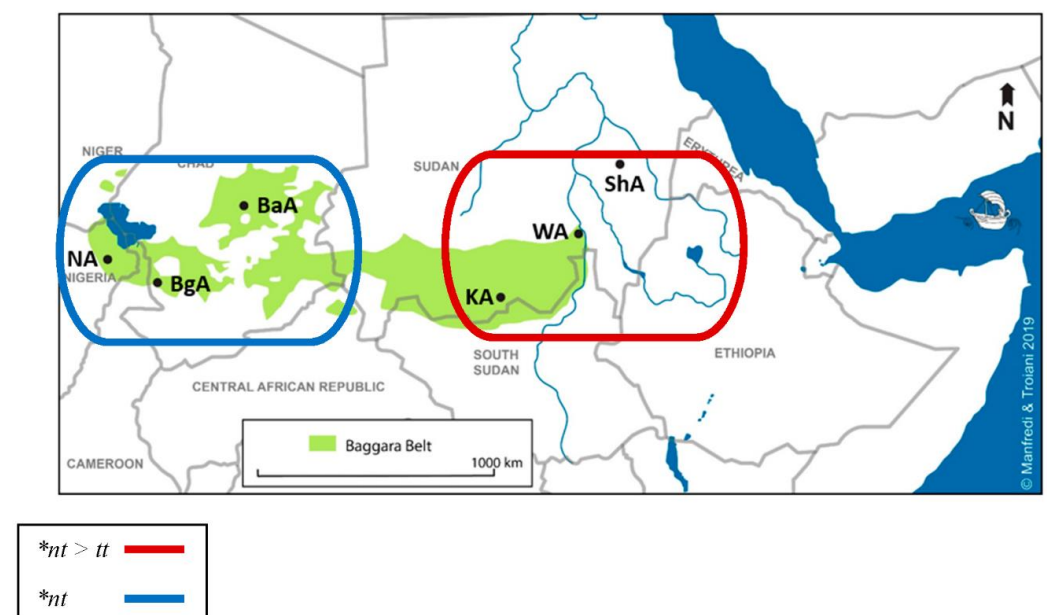 NIGER
CHAD
SUDAN
ERYTHREA
N
ShA
BaA
WA
NA
NIGERIA
BgA
KA
SOUTH
SUDAN
ETHIOPIA
CENTRAL AFRICAN REPUBLIC
CAMEROON
Baggara Belt
1000 km
© Manfredi & Troiani 2019
*nt > tt
*nt